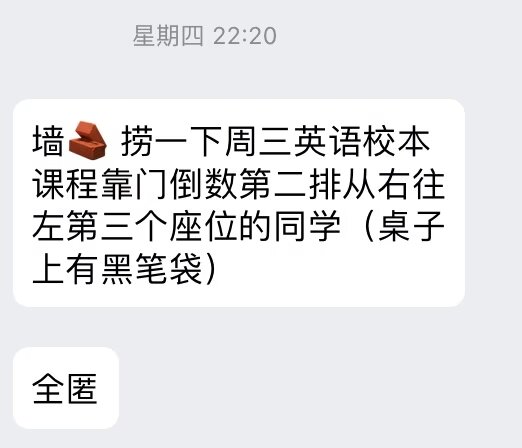 星期四 22:20
墙🧱 捞一下周三英语校本
课程靠门倒数第二排从右往
左第三个座位的同学（桌子
上有黑笔袋）
全匿